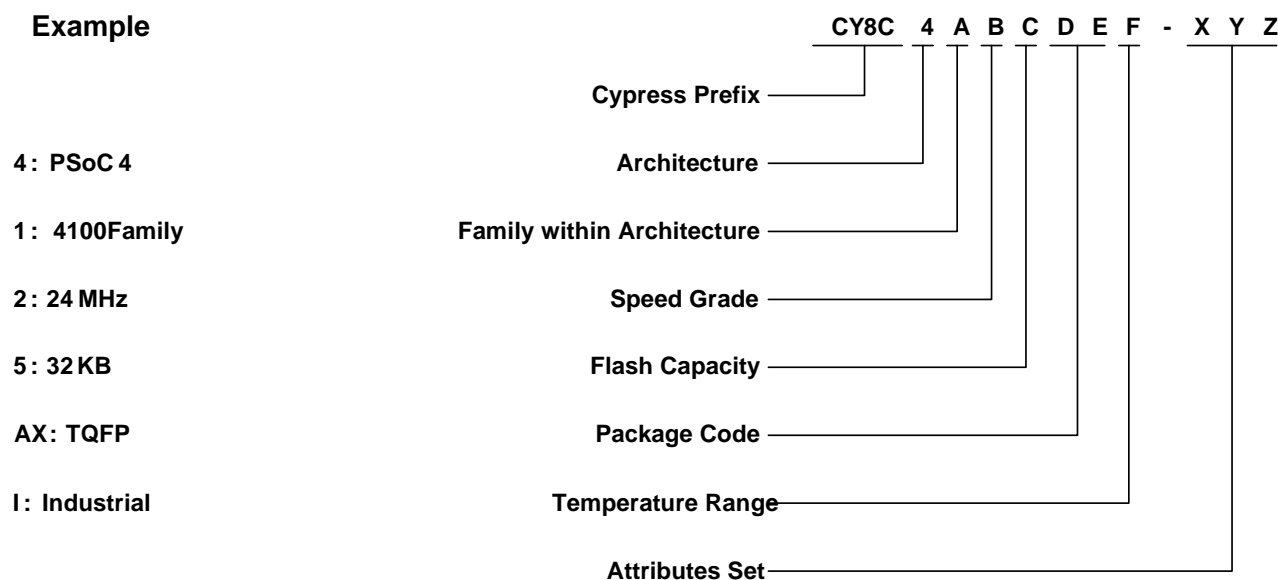 Example CY8C 4 A B C D E F - X Y Z
Cypress Prefix
4: PSoC 4 Architecture
1: 4100Family Family within Architecture
2: 24 MHz Speed Grade
5: 32 KB Flash Capacity
AX: TQFP Package Code
I: Industrial Temperature Range
Attributes Set